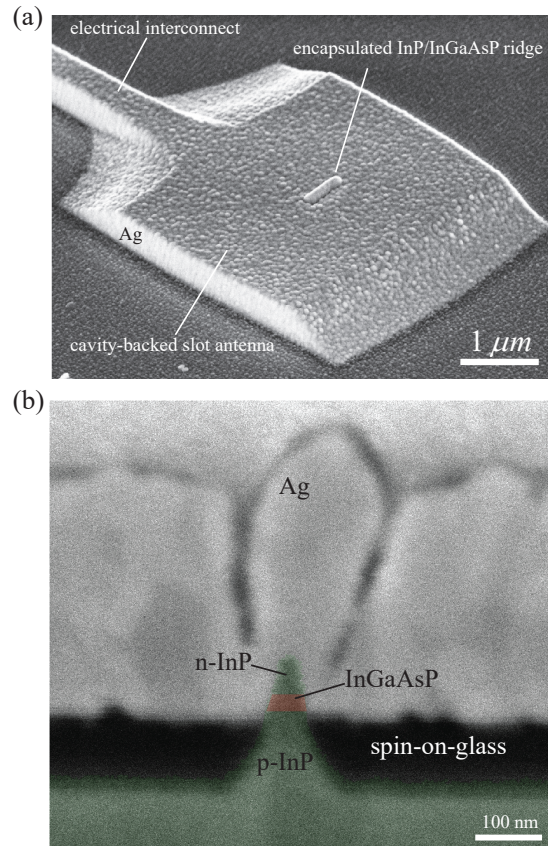 (a)
electrical interconnect
encapsulated InP/InGaAsP ridge
Ag
cavity-backed slot antenna
1 μm
(b)
Ag
n-InP
InGaAsP
p-InP
spin-on-glass
100 nm